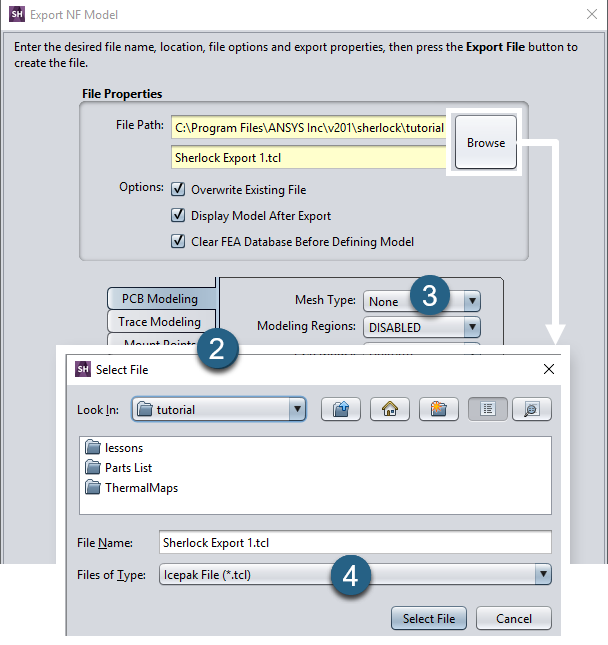 SH Export NF Model
Enter the desired file name, location, file options and export properties, then press the Export File button to
create the file.
File Properties
File Path: C:\Program Files\ANSYS Inc\v201\sherlock\tutorial
Browse
Sherlock Export 1.tcl
Options: Overwrite Existing File
Display Model After Export
Clear FEA Database Before Defining Model
PCB Modeling
Mesh Type: None 3
Trace Modeling
Modeling Regions: DISABLED
Mount Points
2
SH Select File
Look In: tutorial
lessons
Parts List
ThermalMaps
File Name: Sherlock Export 1.tcl
Files of Type: Icepak File (*.tcl) 4
Select File Cancel